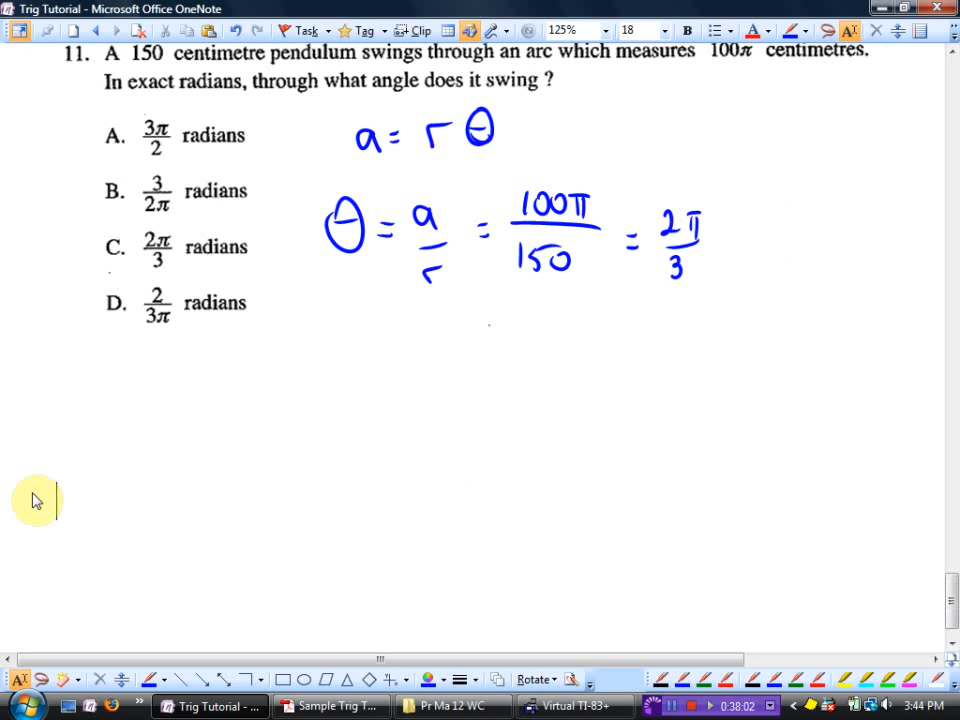 Trig Tutorial - Microsoft Office OneNote
Task Tag Clip 125% 18 B A A
11. A 150 centimetre pendulum swings through an arc which measures 100π centimetres.
In exact radians, through what angle does it swing ?
A. 3π/2 radians
a = r θ
B. 3/2π radians
θ = a/r = 100π/150 = 2π/3
C. 2π/3 radians
D. 2/3π radians
A Rotate
Trig Tutorial - ... Sample Trig T... Pr Ma 12 WC Virtual TI-83+ 0:38:02 3:44 PM